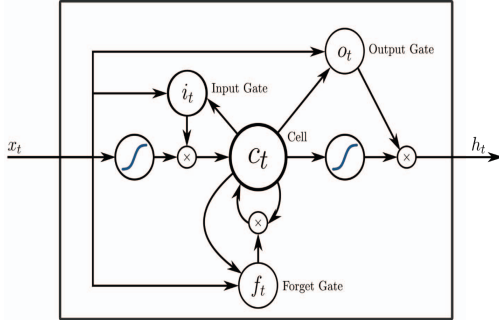 o_t Output Gate
i_t Input Gate
x_t
×
c_t
Cell
×
h_t
×
f_t Forget Gate